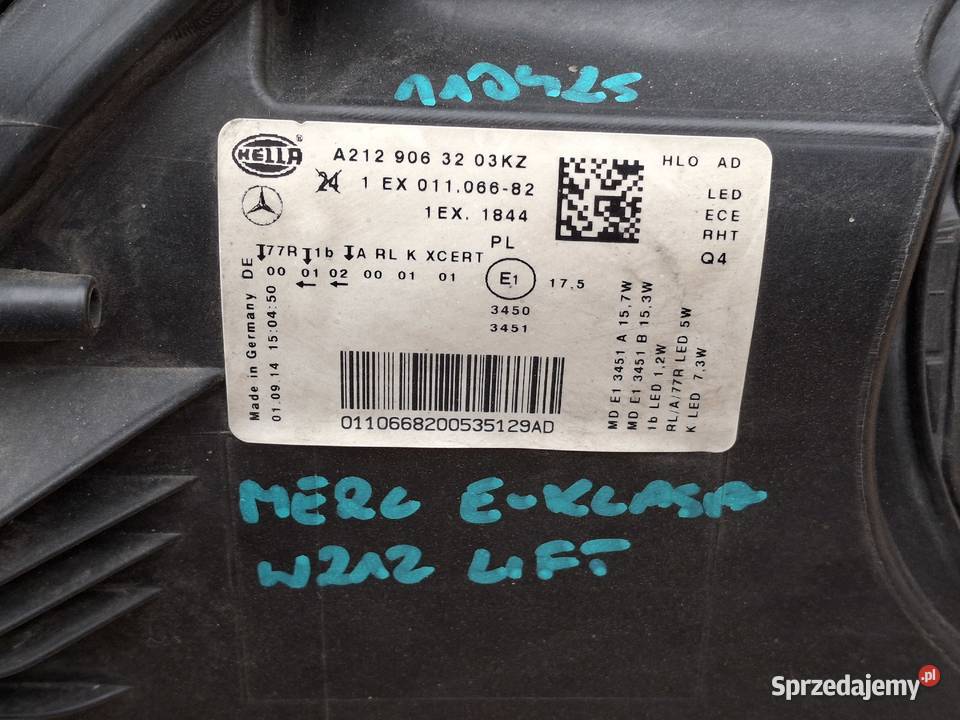 110425
HELLA ®
A212 906 32 03KZ
24 1 EX 011.066-82
1EX. 1844
HLO AD
LED
ECE
RHT
Q4
PL
77R 1b A RL K XCERT
00 01 02 00 01 01
E1 17.5
3450
3451
Made in Germany DE
01.09.14 15:04:50
MD E1 3451 A 15,7W
MD E1 3451 B 15,3W
1b LED 1,2W
RL/A/77R LED 5W
K LED 7,3W
0110668200535129AD
MERC E-KLASA
W212 LIFT
Sprzedajemy.pl